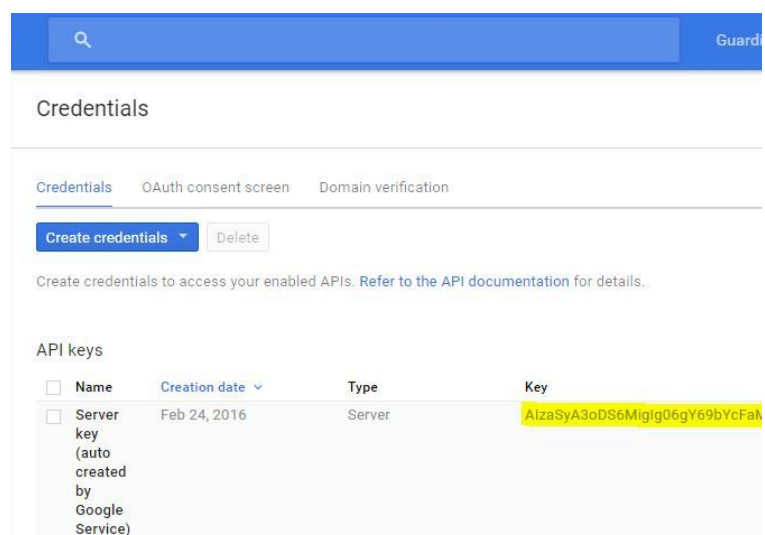 Guardi
Credentials
Credentials OAuth consent screen Domain verification
Create credentials Delete
Create credentials to access your enabled APIs. Refer to the API documentation for details.
API keys
Name Creation date Type Key
Server Feb 24, 2016 Server AIzaSyA3oDS6MigIg06gY69bYcFaM
key
(auto
created
by
Google
Service)